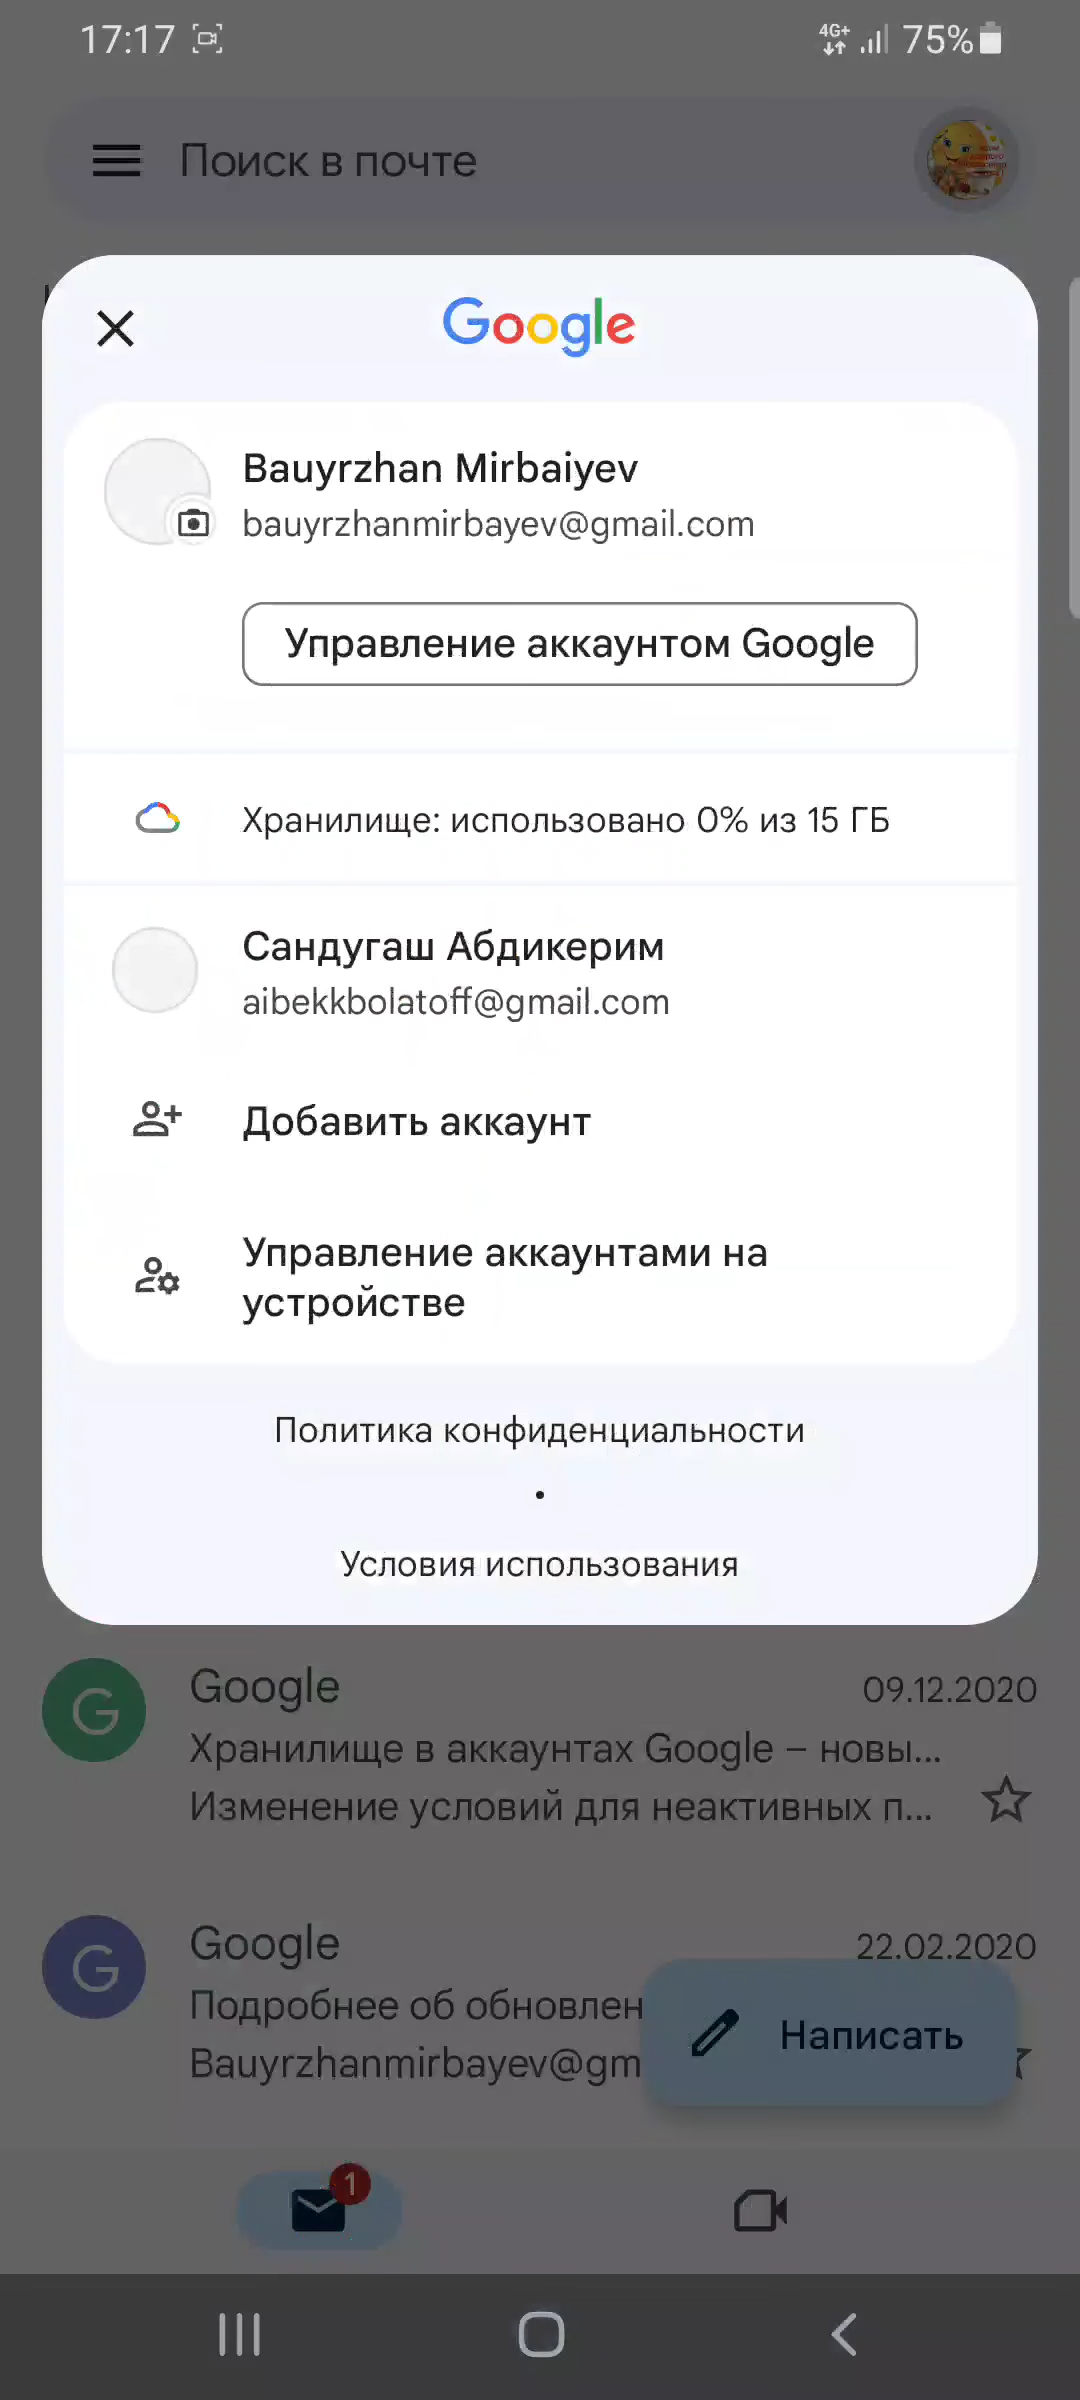 17:17
4G+ 75%
Поиск в почте
Google
Bauyrzhan Mirbaiyev
bauyrzhanmirbayev@gmail.com
Управление аккаунтом Google
Хранилище: использовано 0% из 15 ГБ
Сандугаш Абдикерим
aibekkbolatoff@gmail.com
Добавить аккаунт
Управление аккаунтами на
устройстве
Политика конфиденциальности
•
Условия использования
G Google 09.12.2020
Хранилище в аккаунтах Google – новы...
Изменение условий для неактивных п...
G Google 22.02.2020
Подробнее об обновлен
Bauyrzhanmirbayev@gm
Написать
1